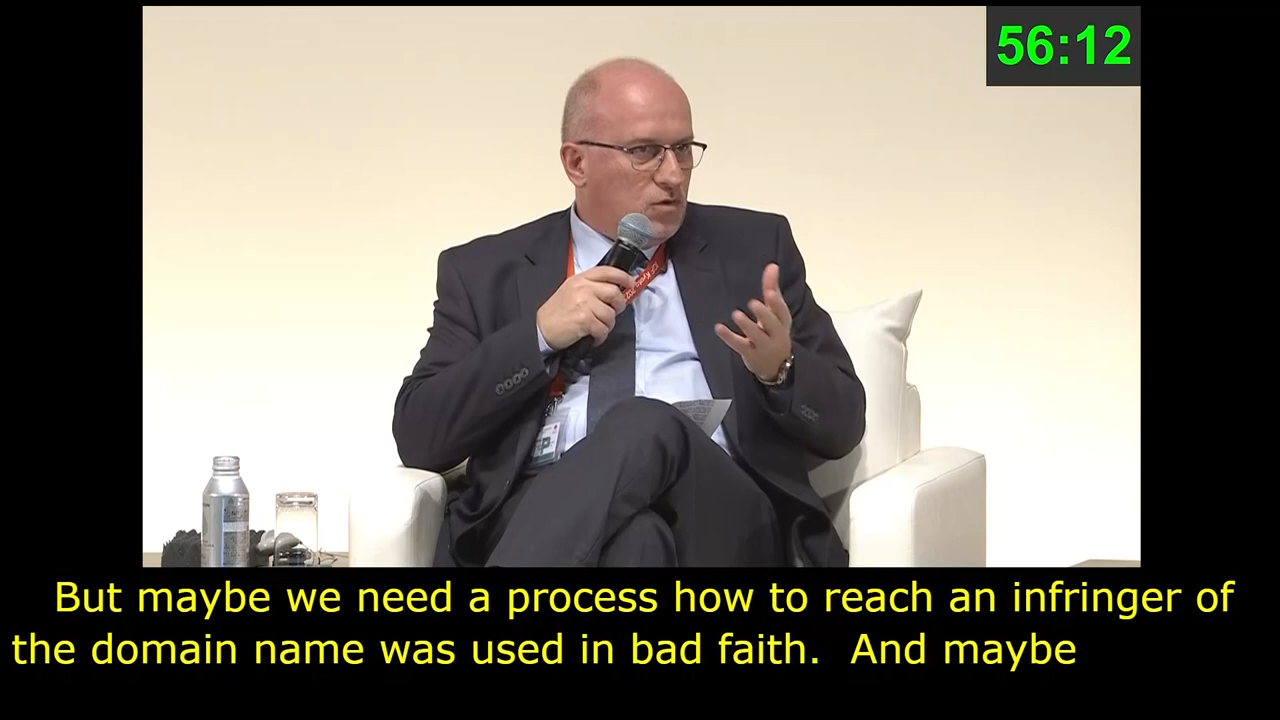 56:12
But maybe we need a process how to reach an infringer of
the domain name was used in bad faith.  And maybe